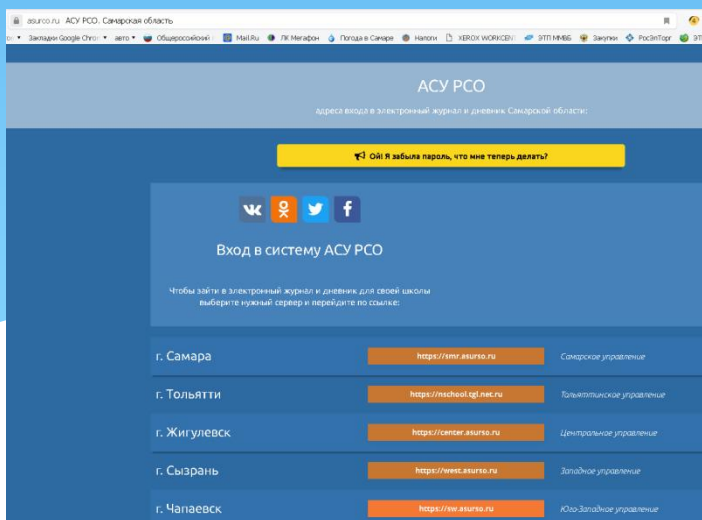 asurco.ru АСУ РСО. Самарская область
Закладки Google Chro авто Общероссийский Mail.Ru ЛК Мегафон Погода в Самаре Налоги XEROX WORKCEN ЭТП ММВБ Закупки РосЭлТорг
АСУ РСО
адреса входа в электронный журнал и дневник Самарской области:
Ой! Я забыла пароль, что мне теперь делать?
Вход в систему АСУ РСО
Чтобы зайти в электронный журнал и дневник для своей школы
выберите нужный сервер и перейдите по ссылке:
г. Самара https://smr.asurso.ru Самарское управление
г. Тольятти https://nschool.tgl.net.ru Тольяттинское управление
г. Жигулевск https://center.asurso.ru Центральное управление
г. Сызрань https://west.asurso.ru Западное управление
г. Чапаевск https://sw.asurso.ru Юго-Западное управление